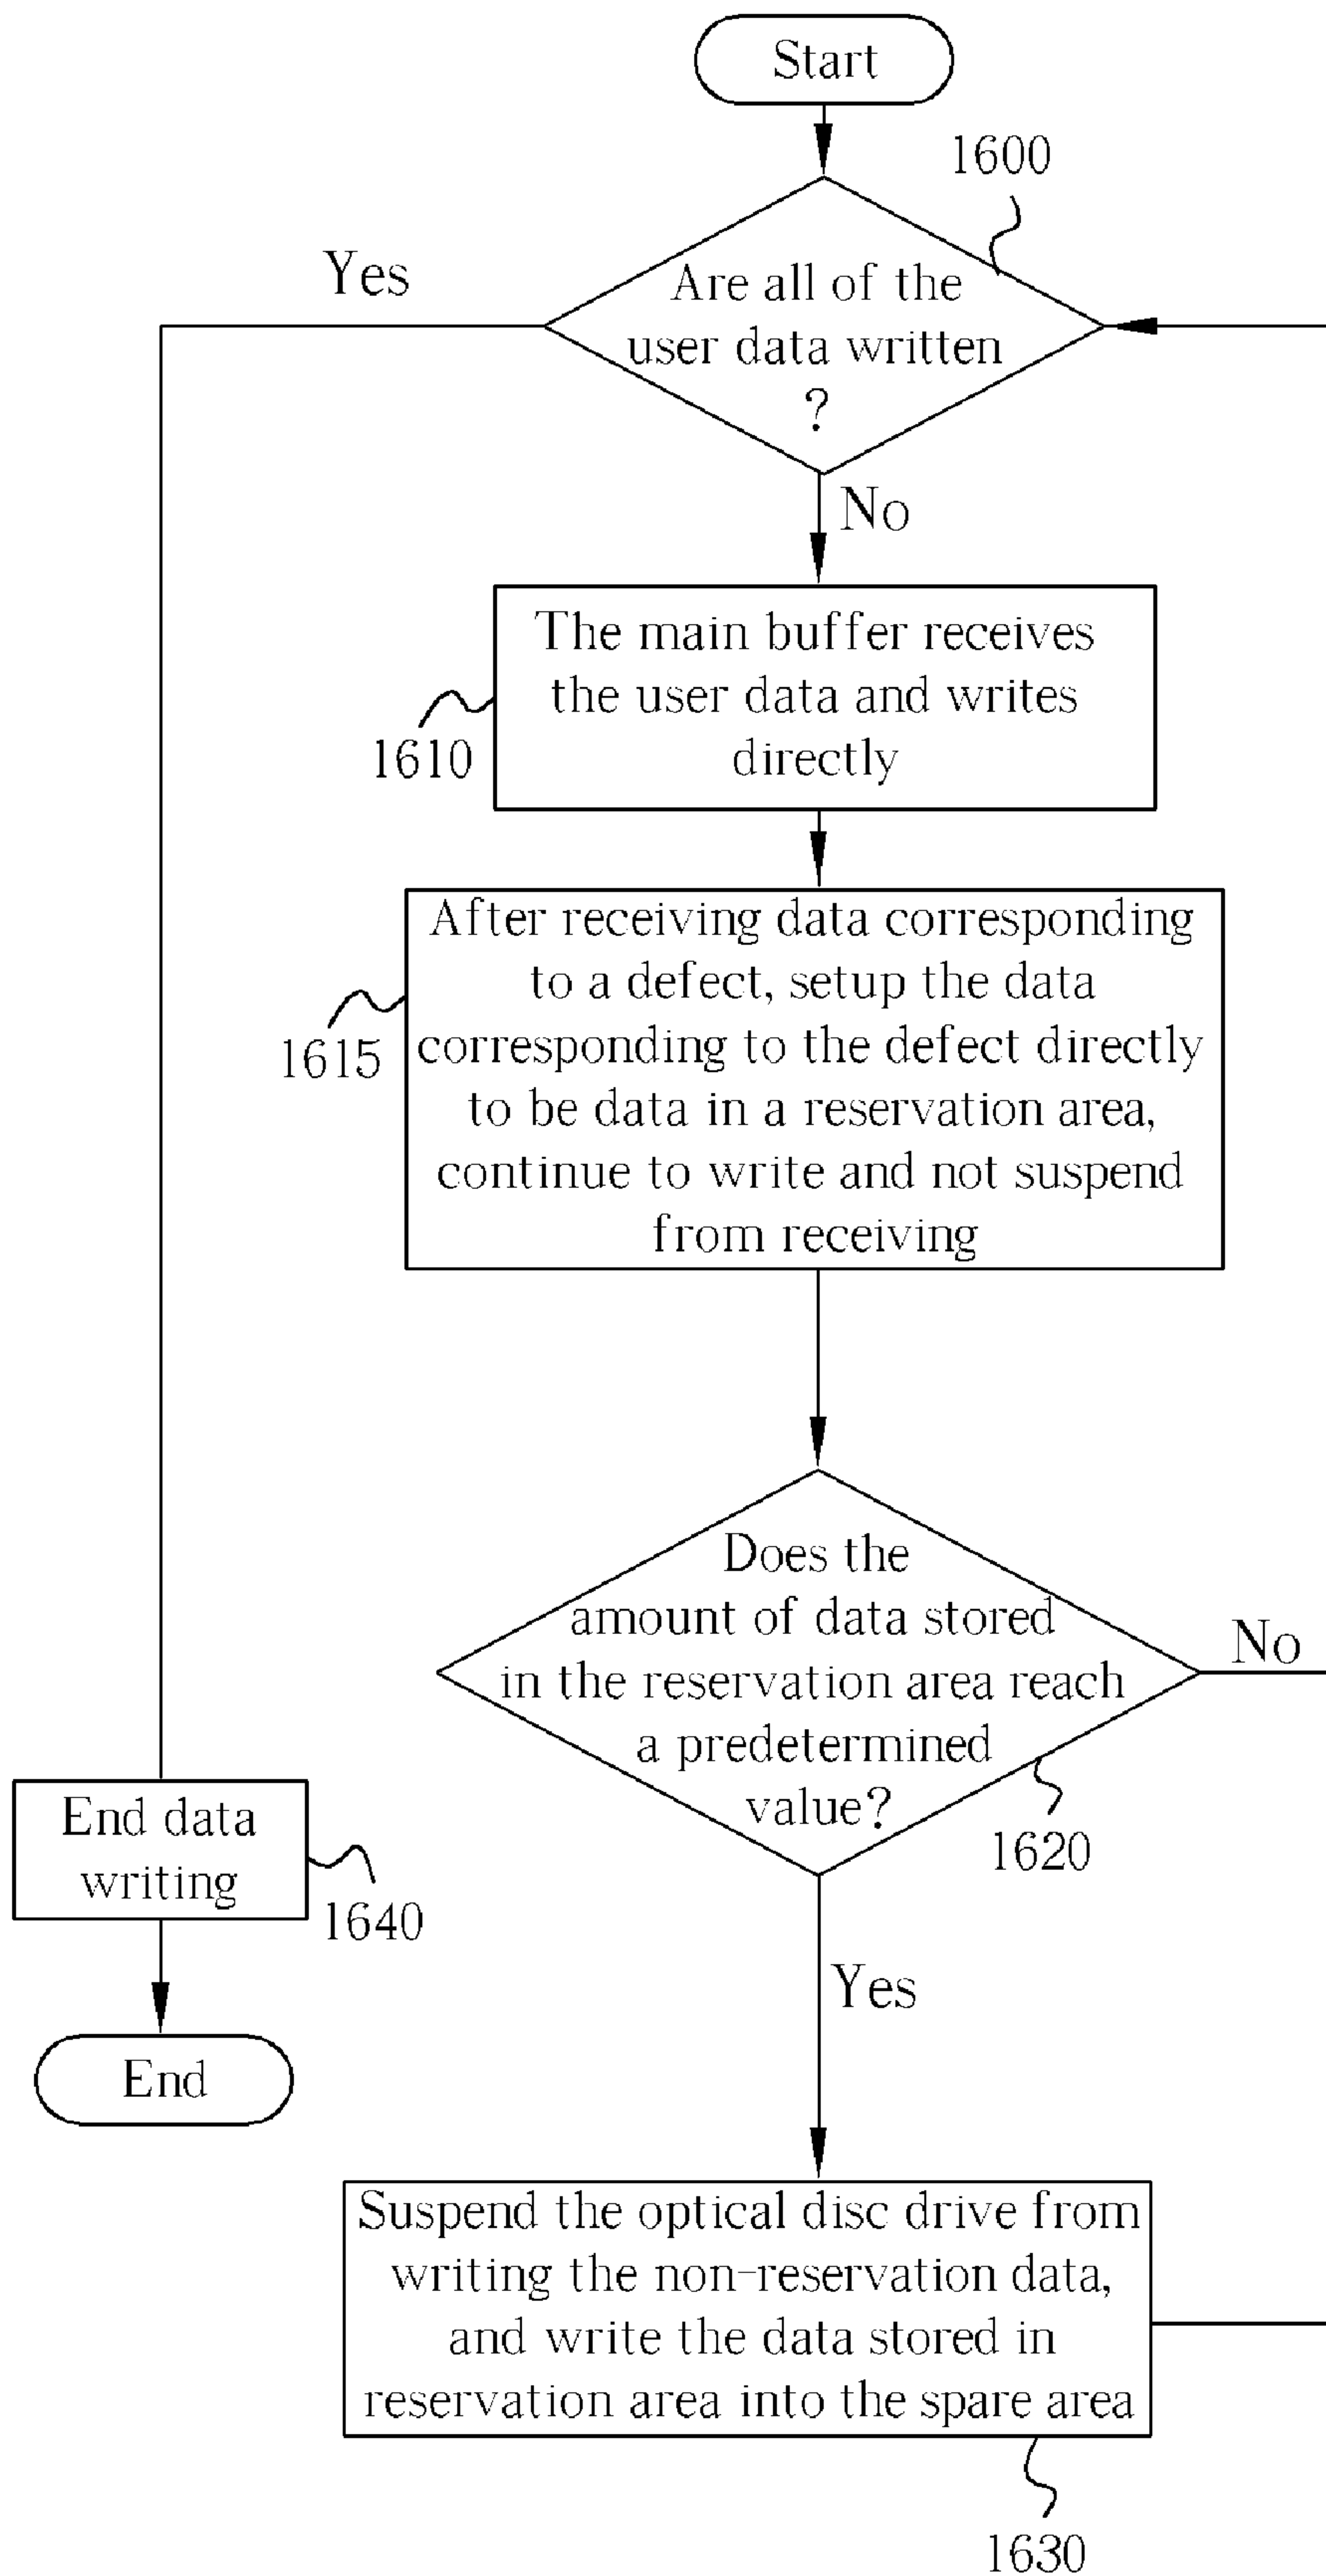 Start
1600
Yes
Are all of the
user data written
?
No
The main buffer receives
the user data and writes
directly
1610
After receiving data corresponding
to a defect, setup the data
corresponding to the defect directly
to be data in a reservation area,
continue to write and not suspend
from receiving
1615
Does the
amount of data stored
in the reservation area reach
a predetermined
value?
No
1620
End data
writing
1640
Yes
End
Suspend the optical disc drive from
writing the non-reservation data,
and write the data stored in
reservation area into the spare area
1630